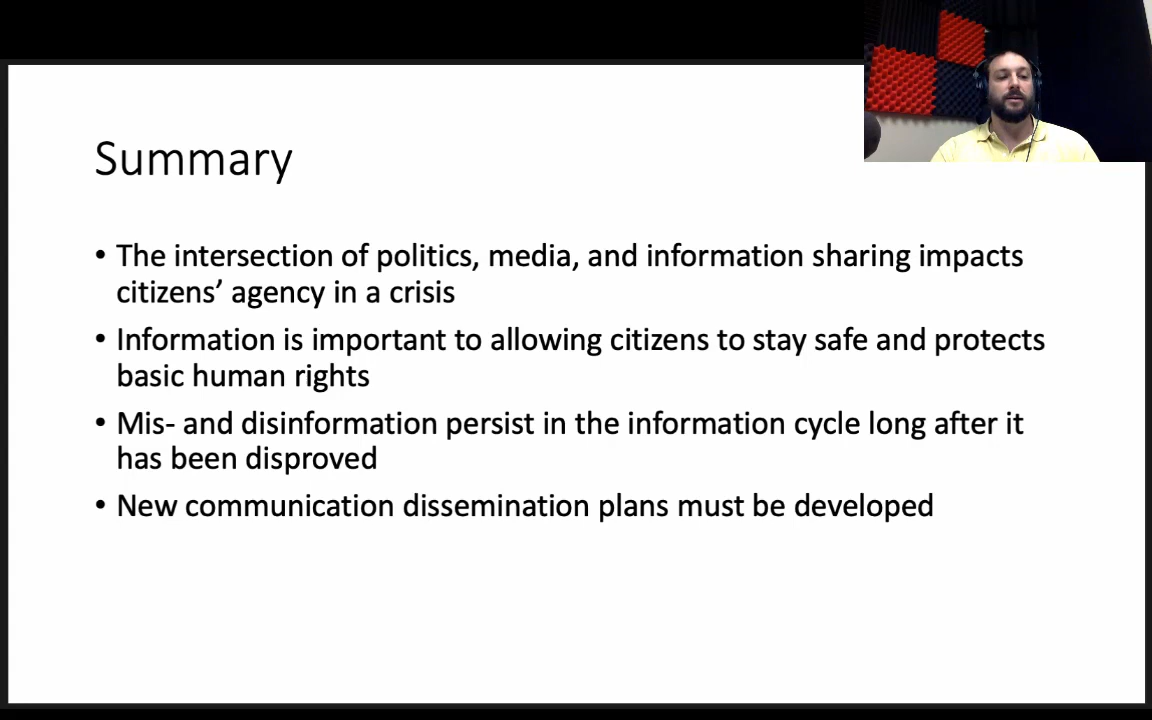 Summary
• The intersection of politics, media, and information sharing impacts
citizens’ agency in a crisis
• Information is important to allowing citizens to stay safe and protects
basic human rights
• Mis- and disinformation persist in the information cycle long after it
has been disproved
• New communication dissemination plans must be developed